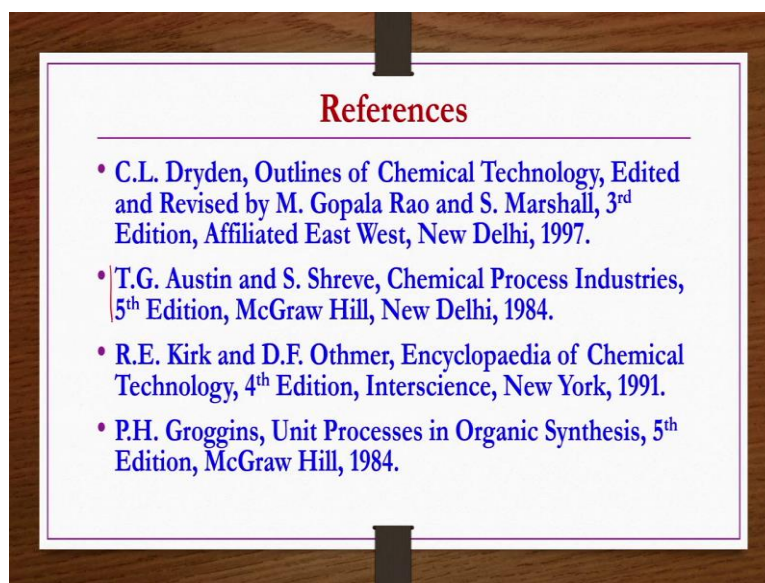 References
• C.L. Dryden, Outlines of Chemical Technology, Edited
and Revised by M. Gopala Rao and S. Marshall, 3rd
Edition, Affiliated East West, New Delhi, 1997.
• T.G. Austin and S. Shreve, Chemical Process Industries,
5th Edition, McGraw Hill, New Delhi, 1984.
• R.E. Kirk and D.F. Othmer, Encyclopaedia of Chemical
Technology, 4th Edition, Interscience, New York, 1991.
• P.H. Groggins, Unit Processes in Organic Synthesis, 5th
Edition, McGraw Hill, 1984.